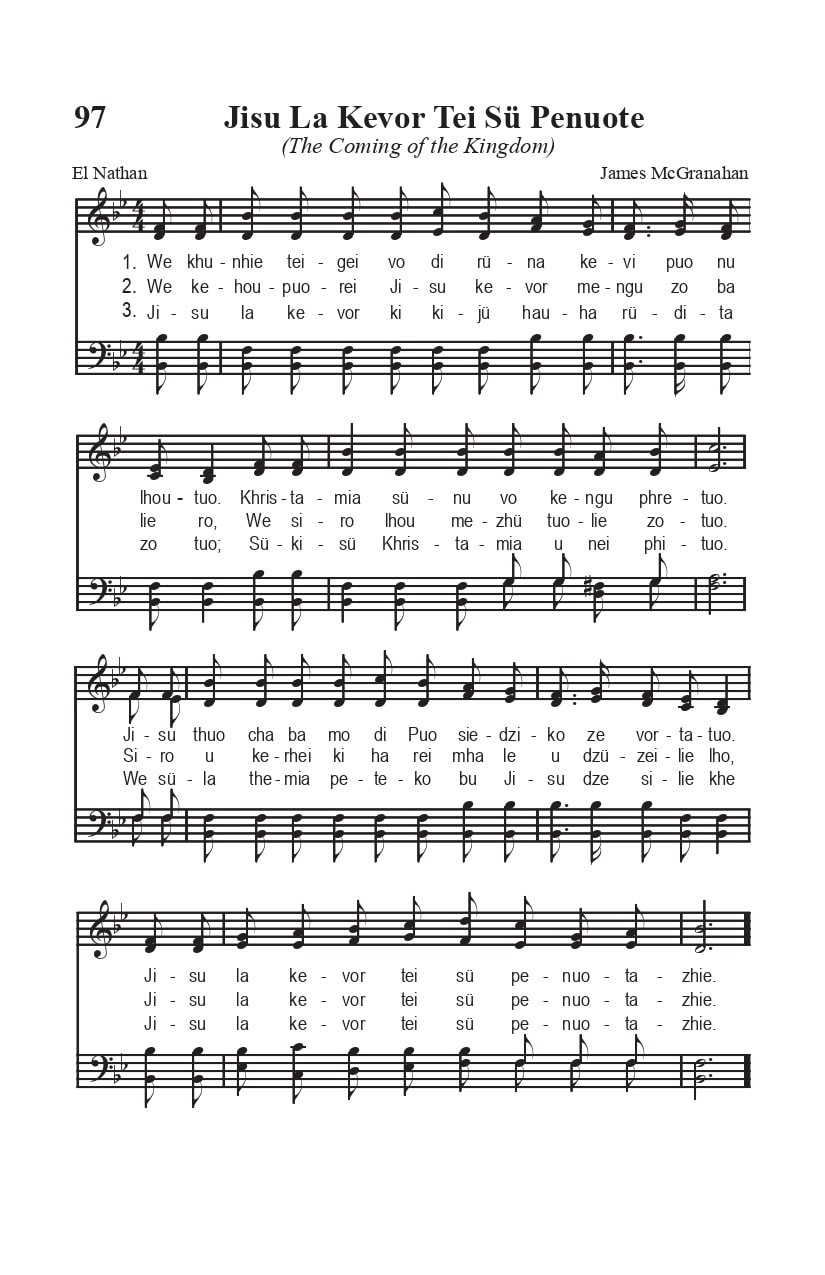 97 Jisu La Kevor Tei Sü Penuote
(The Coming of the Kingdom)
El Nathan James McGranahan
1. We khu - nhie tei - gei vo di rü - na ke - vi puo nu
2. We ke - hou - puo - rei Ji - su ke - vor me - ngu zo ba
3. Ji - su la ke - vor ki ki - jü hau - ha rü - di - ta
lhou - tuo. Khris - ta - mia sü - nu vo ke - ngu phre - tuo.
lie ro, We si - ro lhou me - zhü tuo - lie zo - tuo.
zo tuo; Sü - ki - sü Khris - ta - mia u nei phi - tuo.
Ji - su thuo cha ba mo di Puo sie - dzi - ko ze vor - ta - tuo.
Si - ro u ke - rhei ki ha rei mha le u dzü - zei - lie lho,
We sü - la the - mia pe - te - ko bu Ji - su dze si - lie khe
Ji - su la ke - vor tei sü pe - nuo - ta - zhie.
Ji - su la ke - vor tei sü pe - nuo - ta - zhie.
Ji - su la ke - vor tei sü pe - nuo - ta - zhie.